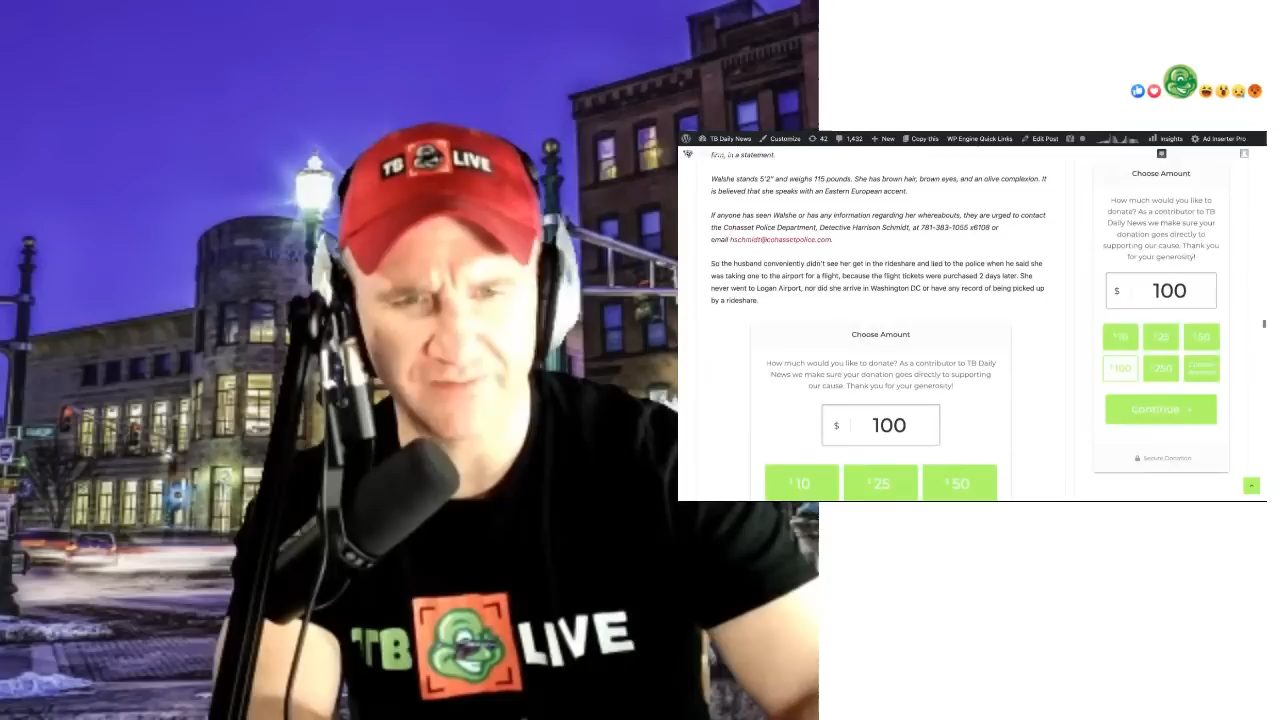 TB LIVE
TB LIVE
TB Daily News Customize 42 1,432 New Copy this WP Engine Quick Links Edit Post Insights Ad Inserter Pro
firm, in a statement.
Walshe stands 5'2" and weighs 115 pounds. She has brown hair, brown eyes, and an olive complexion. It
is believed that she speaks with an Eastern European accent.
If anyone has seen Walshe or has any information regarding her whereabouts, they are urged to contact
the Cohasset Police Department, Detective Harrison Schmidt, at 781-383-1055 x6108 or
email hschmidt@cohassetpolice.com.
So the husband conveniently didn't see her get in the rideshare and lied to the police when he said she
was taking one to the airport for a flight, because the flight tickets were purchased 2 days later. She
never went to Logan Airport, nor did she arrive in Washington DC or have any record of being picked up
by a rideshare.
Choose Amount
How much would you like to donate? As a contributor to TB Daily
News we make sure your donation goes directly to supporting
our cause. Thank you for your generosity!
$ 100
$10 $25 $50
Choose Amount
How much would you like to
donate? As a contributor to TB
Daily News we make sure your
donation goes directly to
supporting our cause. Thank you
for your generosity!
$ 100
$10 $25 $50
$100 $250 Custom
Amount
Continue
Secure Donation